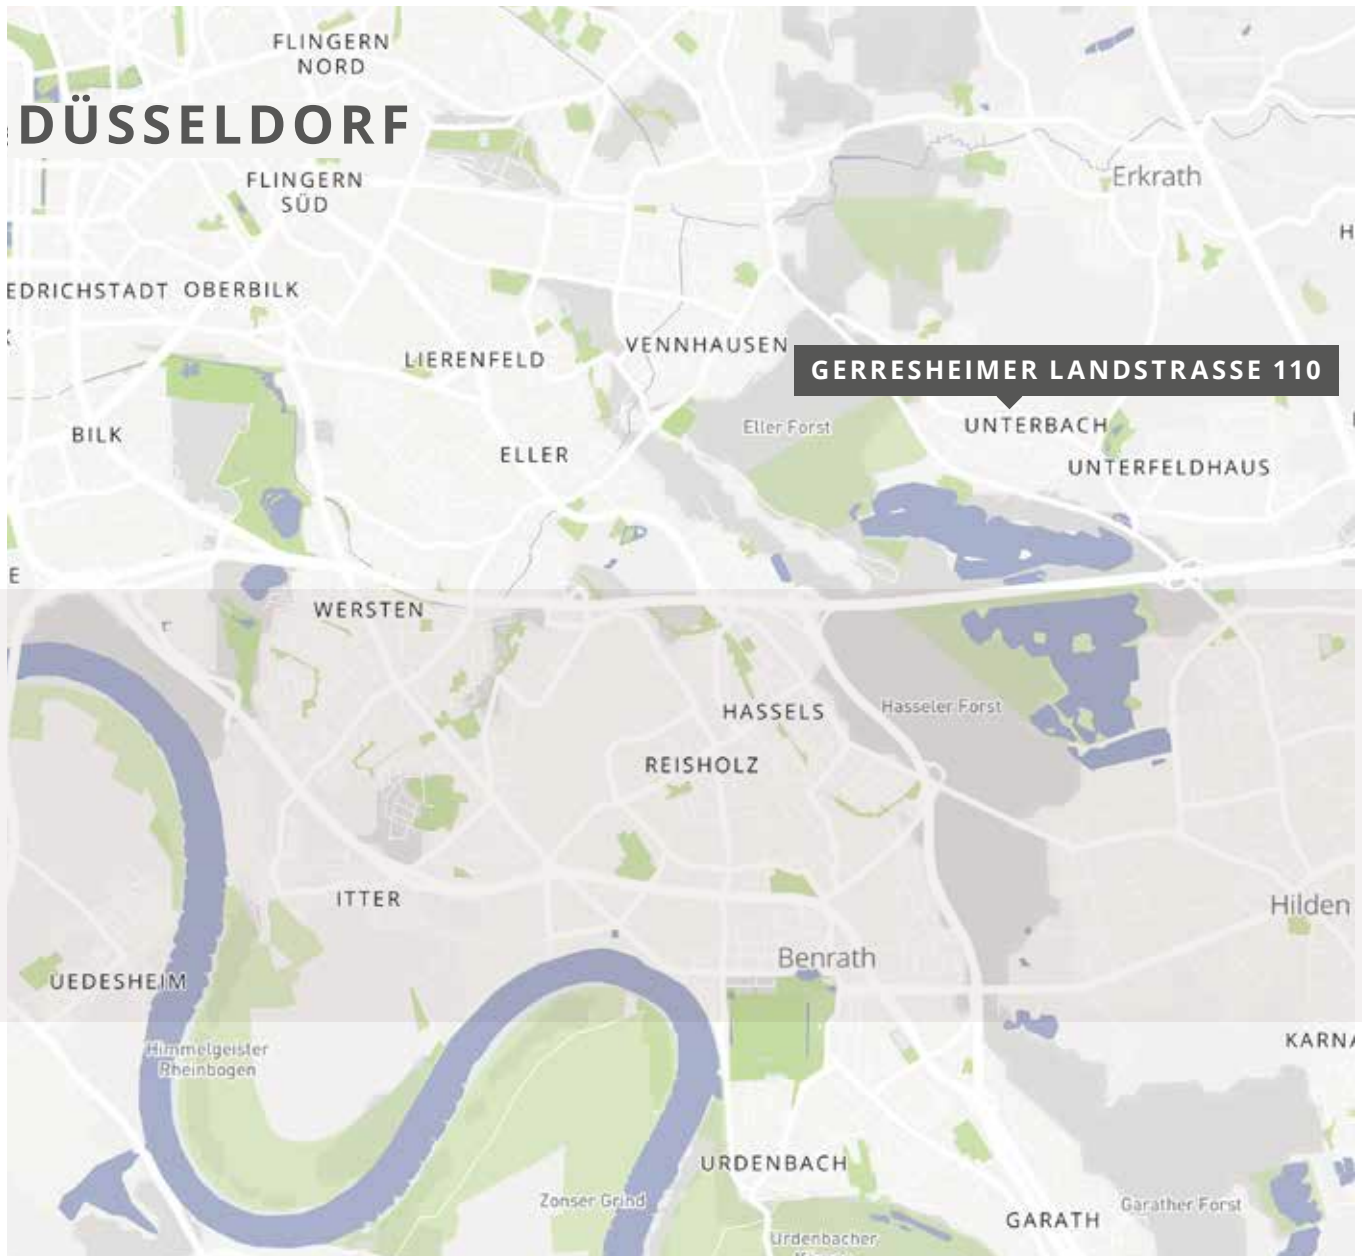 FLINGERN
NORD
DÜSSELDORF
FLINGERN
SÜD
Erkrath
H
EDRICHSTADT
OBERBILK
K
LIERENFELD
VENNHAUSEN
GERRESHEIMER LANDSTRASSE 110
BILK
Eller Forst
UNTERBACH
ELLER
UNTERFELDHAUS
E
WERSTEN
HASSELS
Hasseler Forst
REISHOLZ
ITTER
Hilden
Benrath
UEDESHEIM
KARNA
Himmelgeister
Rheinbogen
URDENBACH
Zonser Grind
Garather Forst
GARATH
Urdenbacher